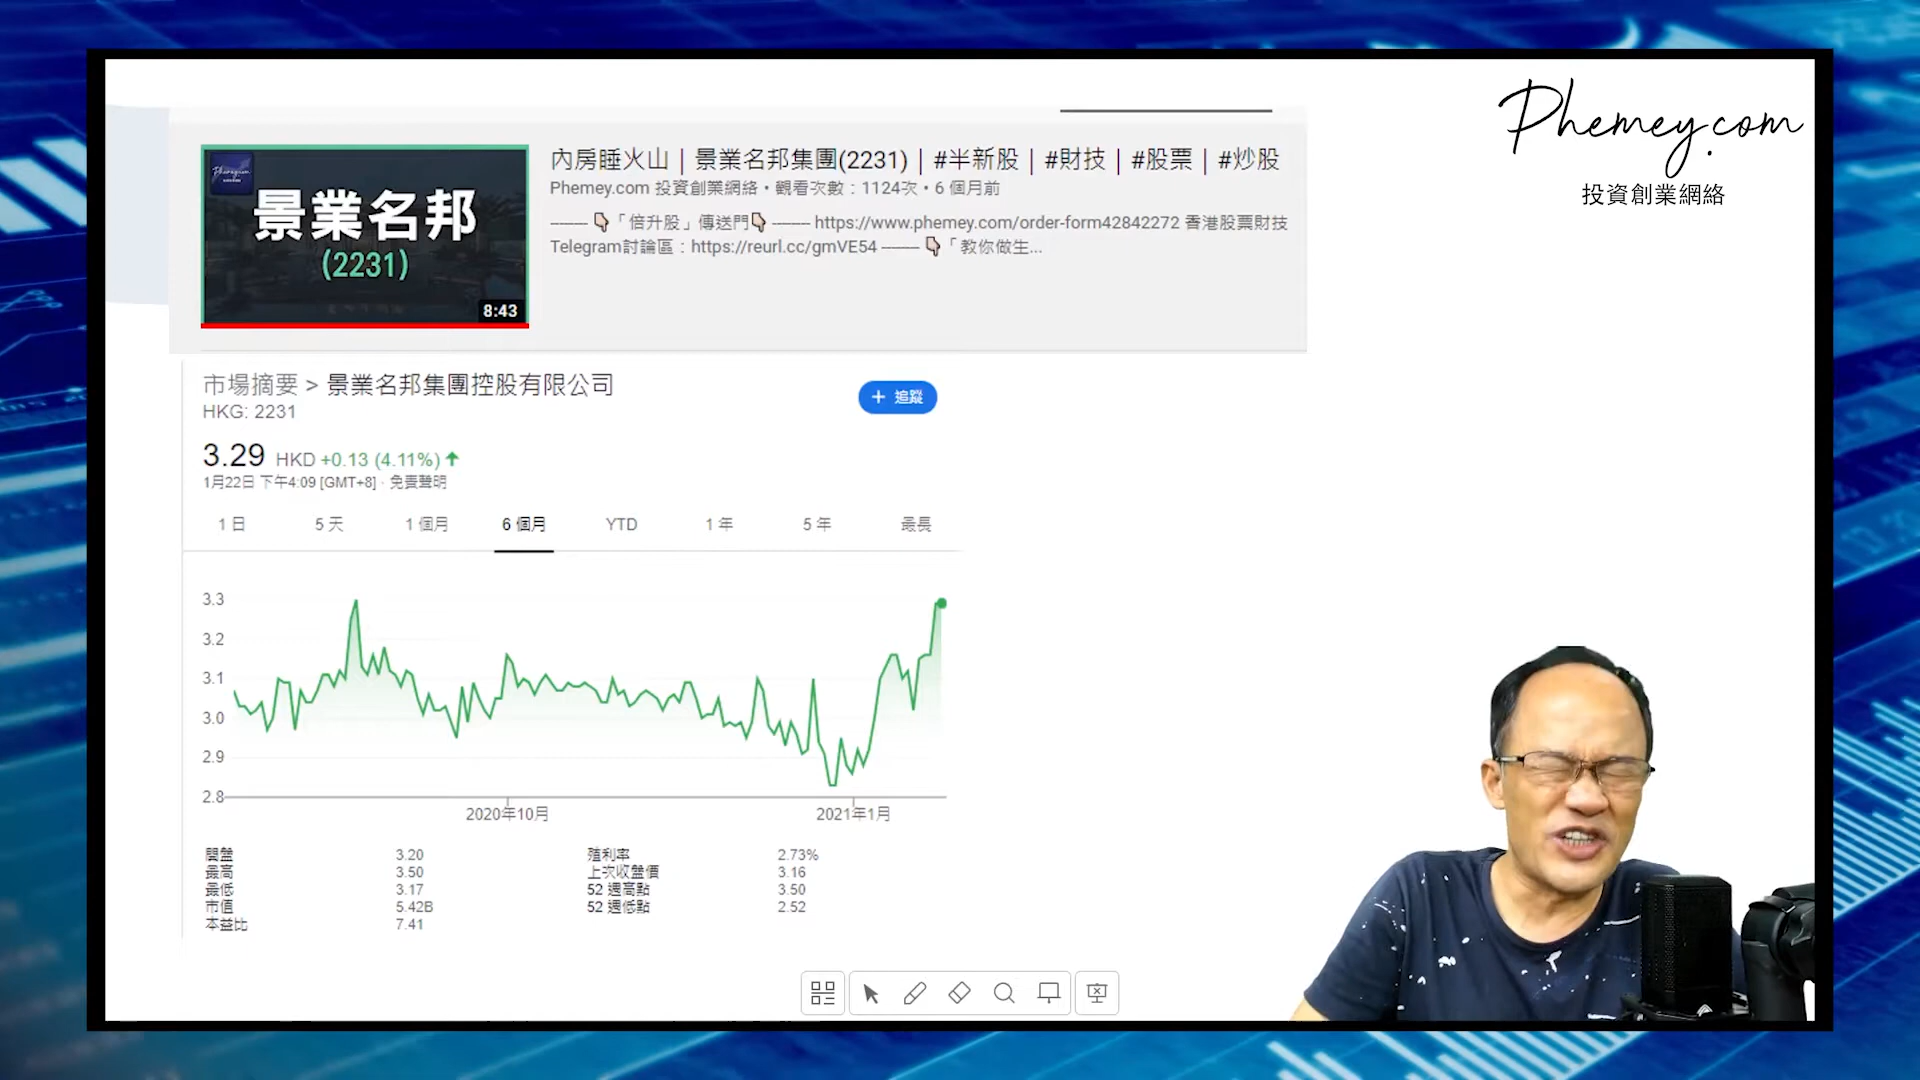 Phemey.com
投資創業網絡
景業名邦
(2231)
8:43
內房睡火山｜景業名邦集團(2231)｜#半新股｜#財技｜#股票｜#炒股
Phemey.com 投資創業網絡・觀看次數：1124次・6 個月前
------- 👇🏻「倍升股」傳送門👇🏻 ------- https://www.phemey.com/order-form42842272 香港股票財技
Telegram討論區：https://reurl.cc/gmVE54 ------- 👇🏻「教你做生...
市場摘要 > 景業名邦集團控股有限公司
HKG: 2231
+ 追蹤
3.29 HKD +0.13 (4.11%)
1月22日 下午4:09 [GMT+8] · 免責聲明
1 日 5 天 1 個月 6 個月 YTD 1 年 5 年 最長
3.3
3.2
3.1
3.0
2.9
2.8
2020年10月 2021年1月
開盤 3.20 殖利率 2.73%
最高 3.50 上次收盤價 3.16
最低 3.17 52 週高點 3.50
市值 5.42B 52 週低點 2.52
本益比 7.41